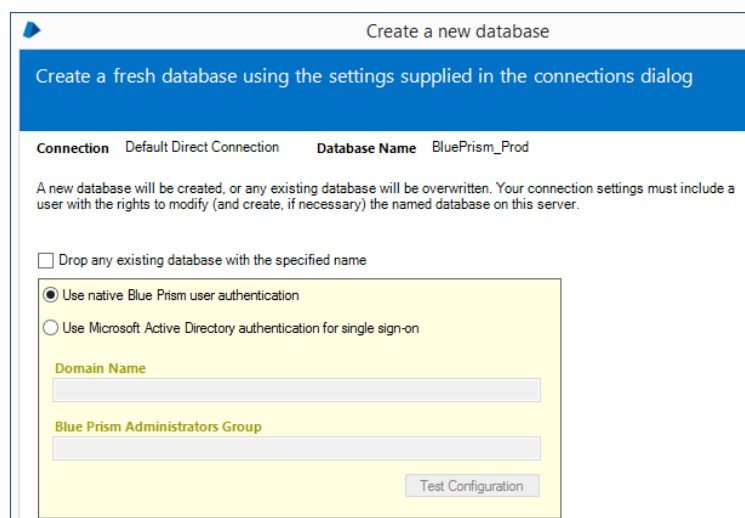 Create a new database
Create a fresh database using the settings supplied in the connections dialog
Connection Default Direct Connection Database Name BluePrism_Prod
A new database will be created, or any existing database will be overwritten. Your connection settings must include a
user with the rights to modify (and create, if necessary) the named database on this server.
Drop any existing database with the specified name
Use native Blue Prism user authentication
Use Microsoft Active Directory authentication for single sign-on
Domain Name
Blue Prism Administrators Group
Test Configuration